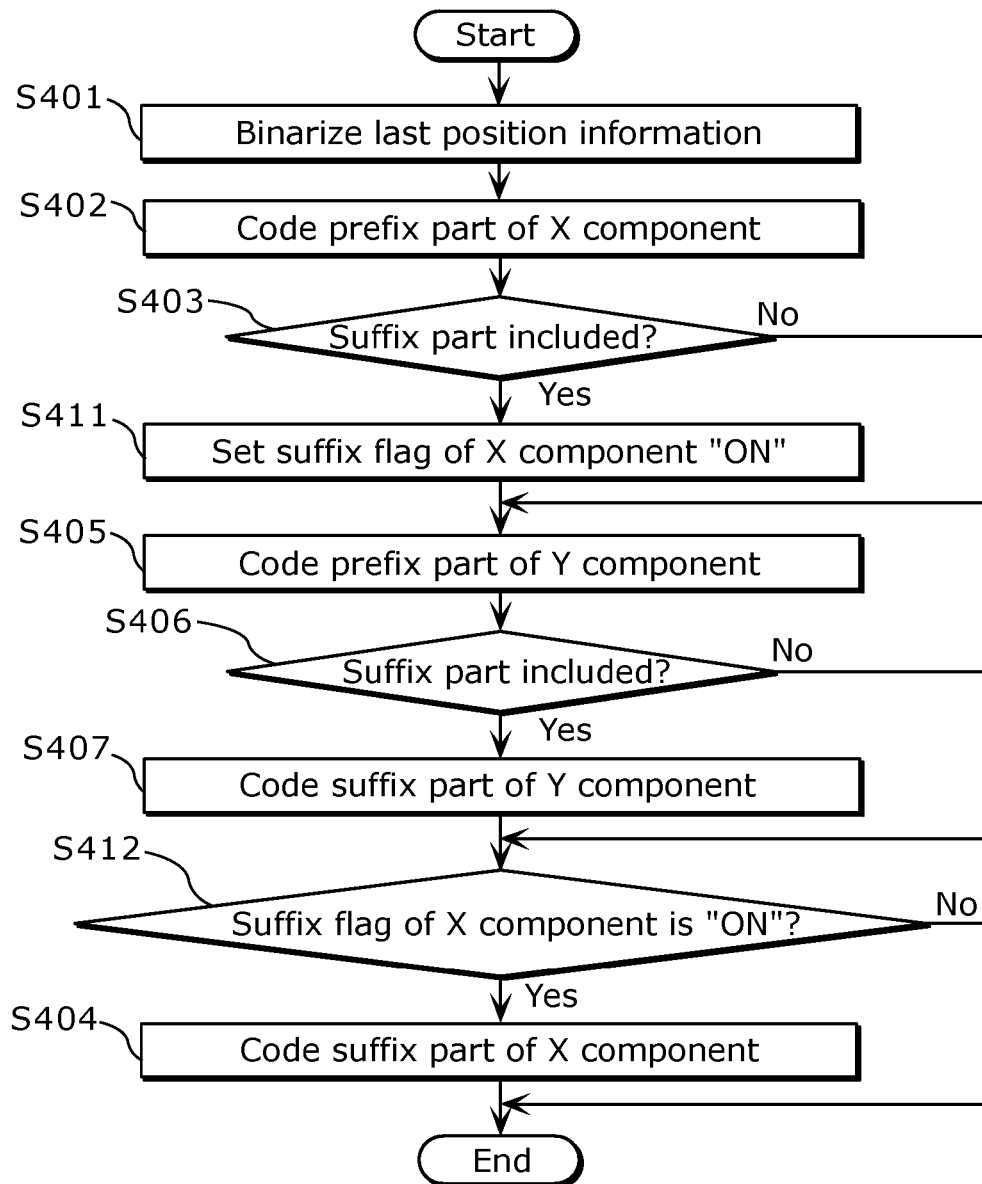 Start
S401
Binarize last position information
S402
Code prefix part of X component
S403
Suffix part included?
No
Yes
S411
Set suffix flag of X component "ON"
S405
Code prefix part of Y component
S406
Suffix part included?
No
Yes
S407
Code suffix part of Y component
S412
Suffix flag of X component is "ON"?
No
Yes
S404
Code suffix part of X component
End